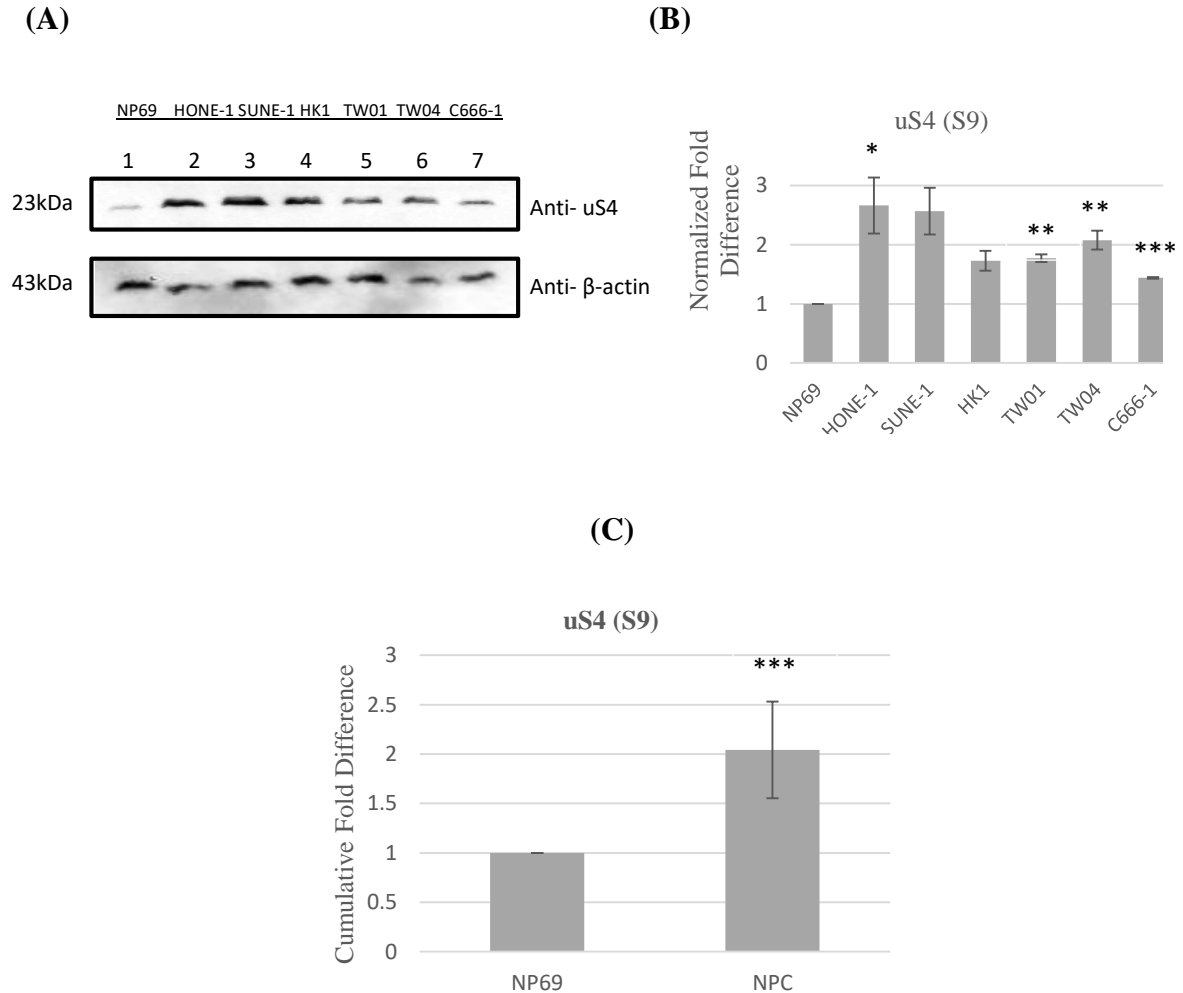 (A)
NP69 HONE-1 SUNE-1 HK1 TW01 TW04 C666-1
1 2 3 4 5 6 7
23kDa
Anti- uS4
43kDa
Anti- β-actin
(B)
uS4 (S9)
Normalized Fold
Difference
3
2
1
0
*
**
**
***
NP69
HONE-1
SUNE-1
HK1
TW01
TW04
C666-1
(C)
uS4 (S9)
Cumulative Fold Difference
3
2.5
2
1.5
1
0.5
0
***
NP69
NPC